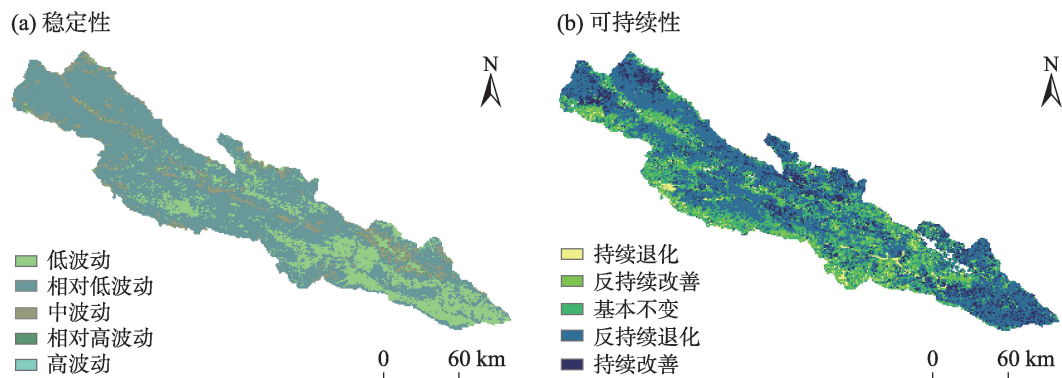 (a) 稳定性
N
低波动
相对低波动
中波动
相对高波动
高波动
0 60 km
(b) 可持续性
N
持续退化
反持续改善
基本不变
反持续退化
持续改善
0 60 km